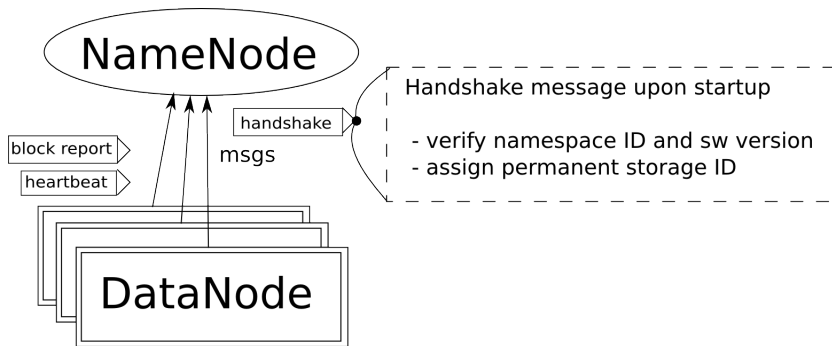 NameNode
Handshake message upon startup
- verify namespace ID and sw version
- assign permanent storage ID
handshake
block report
msgs
heartbeat
DataNode